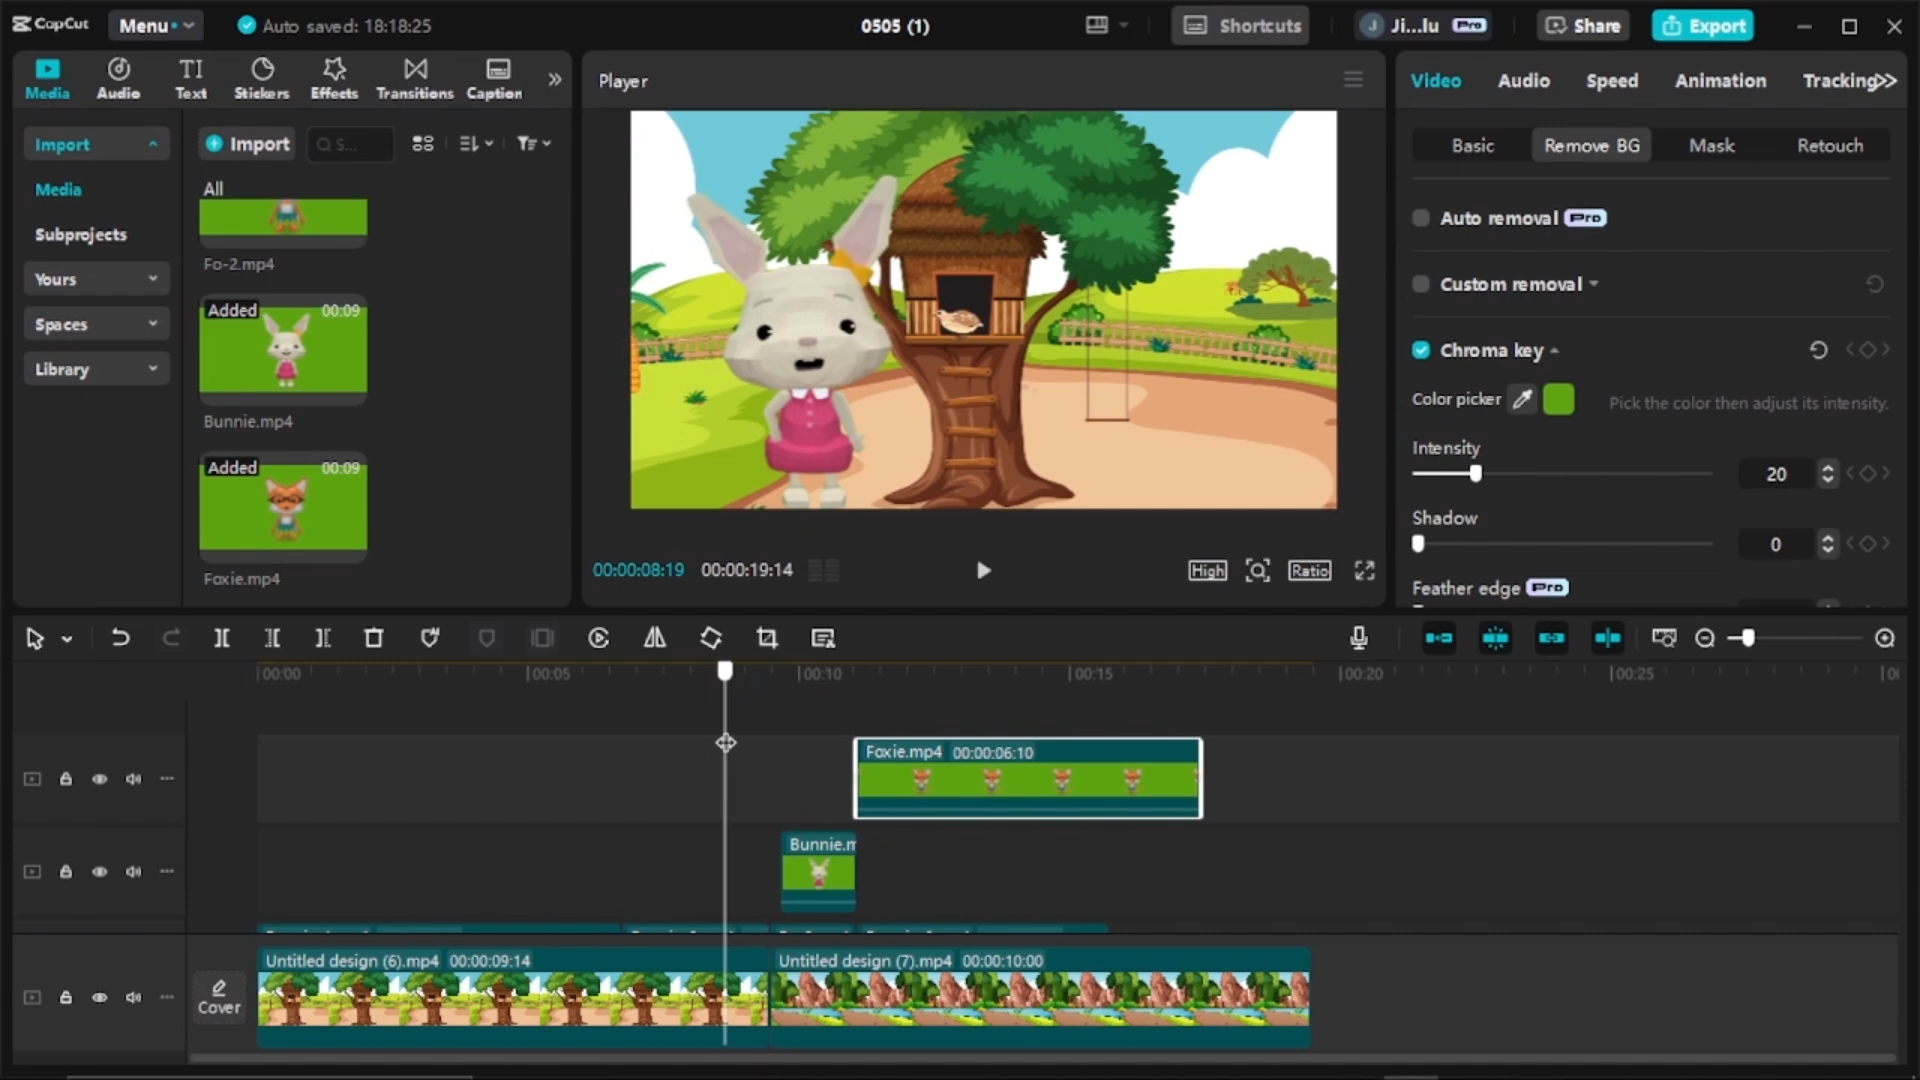 CapCut
Menu
Auto saved: 18:18:25
0505 (1)
Shortcuts
J
Ji...lu
Pro
Share
Export
Media
Audio
Text
Stickers
Effects
Transitions
Caption
Player
Video
Audio
Speed
Animation
Tracking
Import
Import
S...
Basic
Remove BG
Mask
Retouch
Media
All
Subprojects
Auto removal Pro
Fo-2.mp4
Yours
Custom removal
Added 00:09
Spaces
Library
Chroma key
Color picker
Pick the color then adjust its intensity.
Bunnie.mp4
Intensity
20
Added 00:09
Shadow
0
Foxie.mp4
Feather edge Pro
00:00:08:19
00:00:19:14
High
Ratio
00:00
00:05
00:10
00:15
00:20
00:25
Foxie.mp4 00:00:06:10
Bunnie.m
Cover
Untitled design (6).mp4 00:00:09:14
Untitled design (7).mp4 00:00:10:00